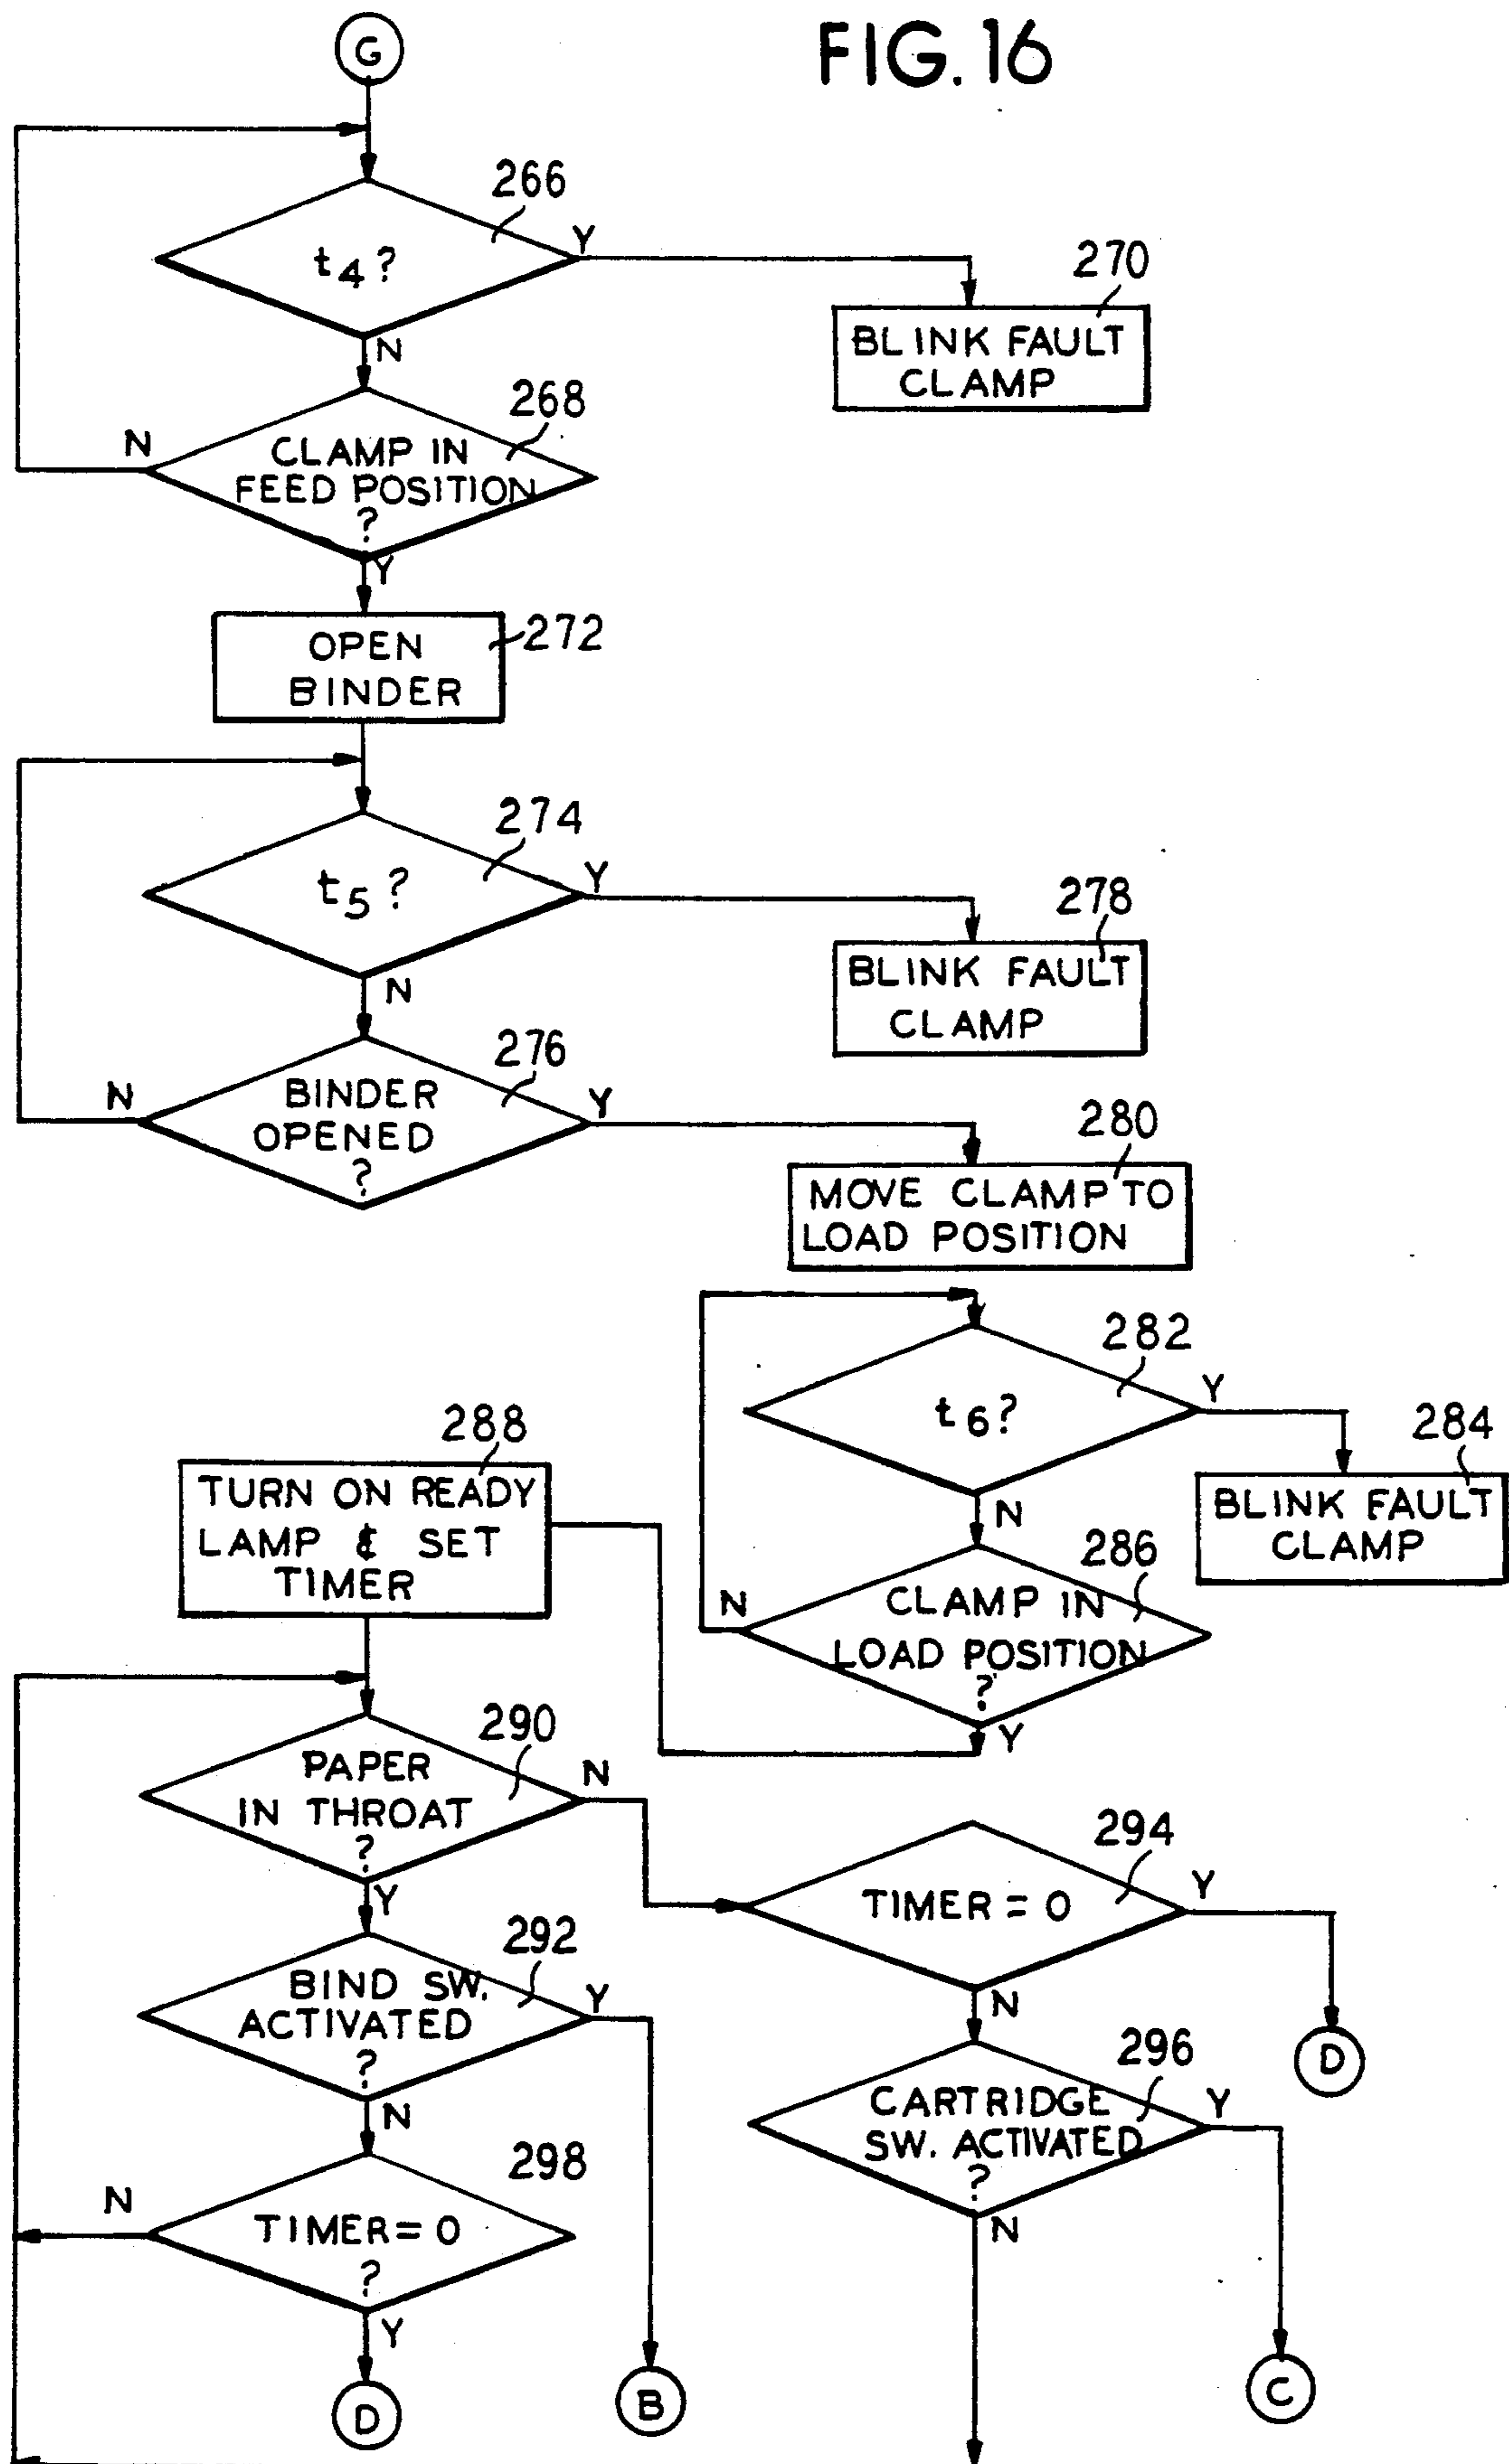 FIG. 16
G
266
t4?
Y
270
BLINK FAULT
CLAMP
N
268
N
CLAMP IN
FEED POSITION
?
Y
272
OPEN
BINDER
274
t5?
Y
278
BLINK FAULT
CLAMP
N
276
N
BINDER
OPENED
?
Y
280
MOVE CLAMP TO
LOAD POSITION
282
t6?
Y
284
BLINK FAULT
CLAMP
N
286
N
CLAMP IN
LOAD POSITION
?
Y
288
TURN ON READY
LAMP & SET
TIMER
290
PAPER
IN THROAT
?
N
Y
294
TIMER = 0
Y
D
N
292
BIND SW.
ACTIVATED
?
Y
N
296
CARTRIDGE
SW. ACTIVATED
?
Y
N
298
N
TIMER = 0
?
Y
D
B
C